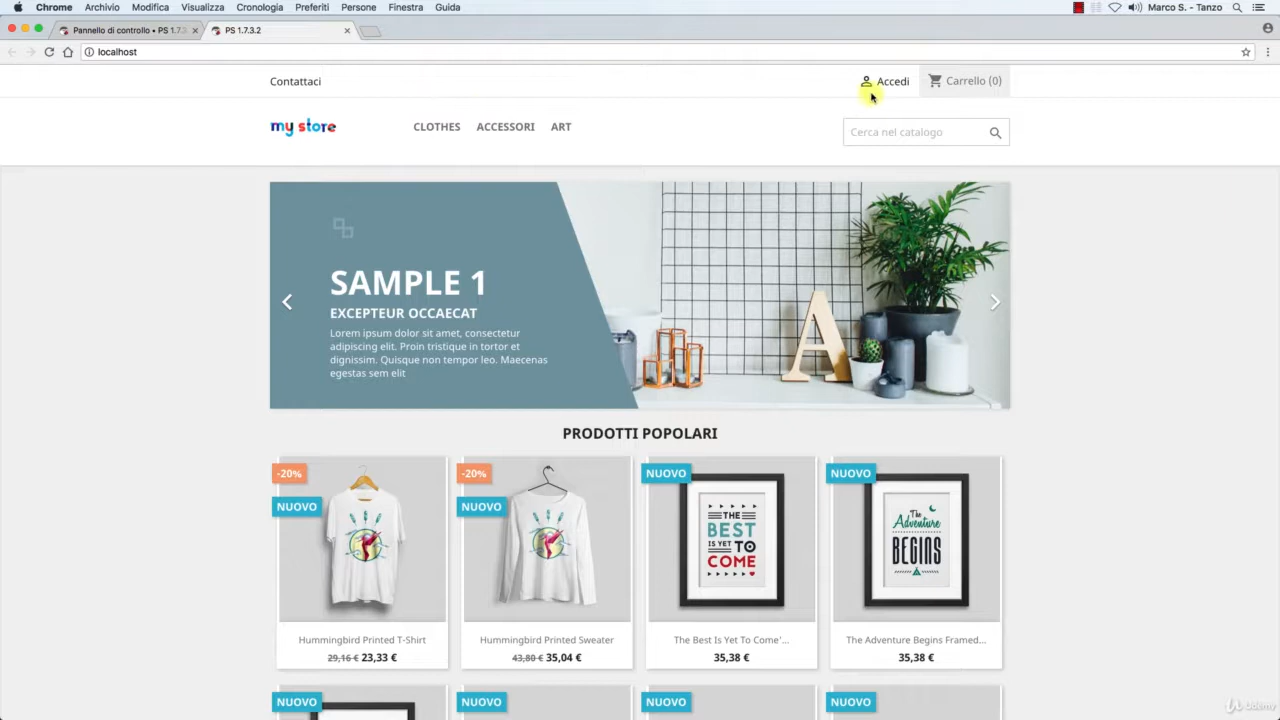 Chrome Archivio Modifica Visualizza Cronologia Preferiti Persone Finestra Guida Marco S. - Tanzo
Pannello di controllo • PS 1.7.3 PS 1.7.3.2
localhost
Contattaci Accedi Carrello (0)
my store CLOTHES ACCESSORI ART Cerca nel catalogo
SAMPLE 1
EXCEPTEUR OCCAECAT
Lorem ipsum dolor sit amet, consectetur
adipiscing elit. Proin tristique in tortor et
dignissim. Quisque non tempor leo. Maecenas
egestas sem elit
A
PRODOTTI POPOLARI
-20% -20% NUOVO NUOVO
NUOVO NUOVO
THE
BEST
IS YET TO
COME
The
Adventure
BEGINS
Hummingbird Printed T-Shirt Hummingbird Printed Sweater The Best Is Yet To Come'... The Adventure Begins Framed...
29,16 € 23,33 € 43,80 € 35,04 € 35,38 € 35,38 €
NUOVO NUOVO NUOVO NUOVO
Udemy